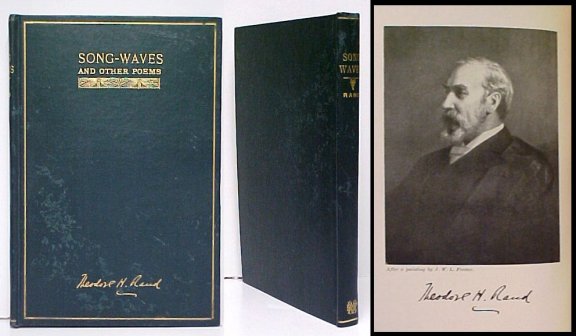 SONG-WAVES
AND OTHER POEMS
Theodore H. Rand
SONG
WAVES
RAND
After a painting by J. W. L. Forster.
Theodore H. Rand